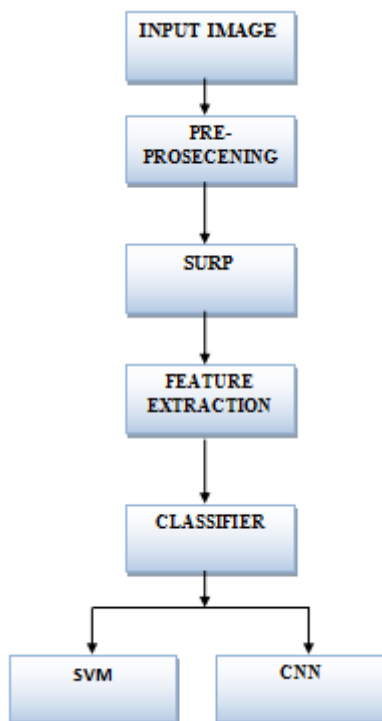 INPUT IMAGE
PRE-
PROSECENING
SURP
FEATURE
EXTRACTION
CLASSIFIER
SVM
CNN